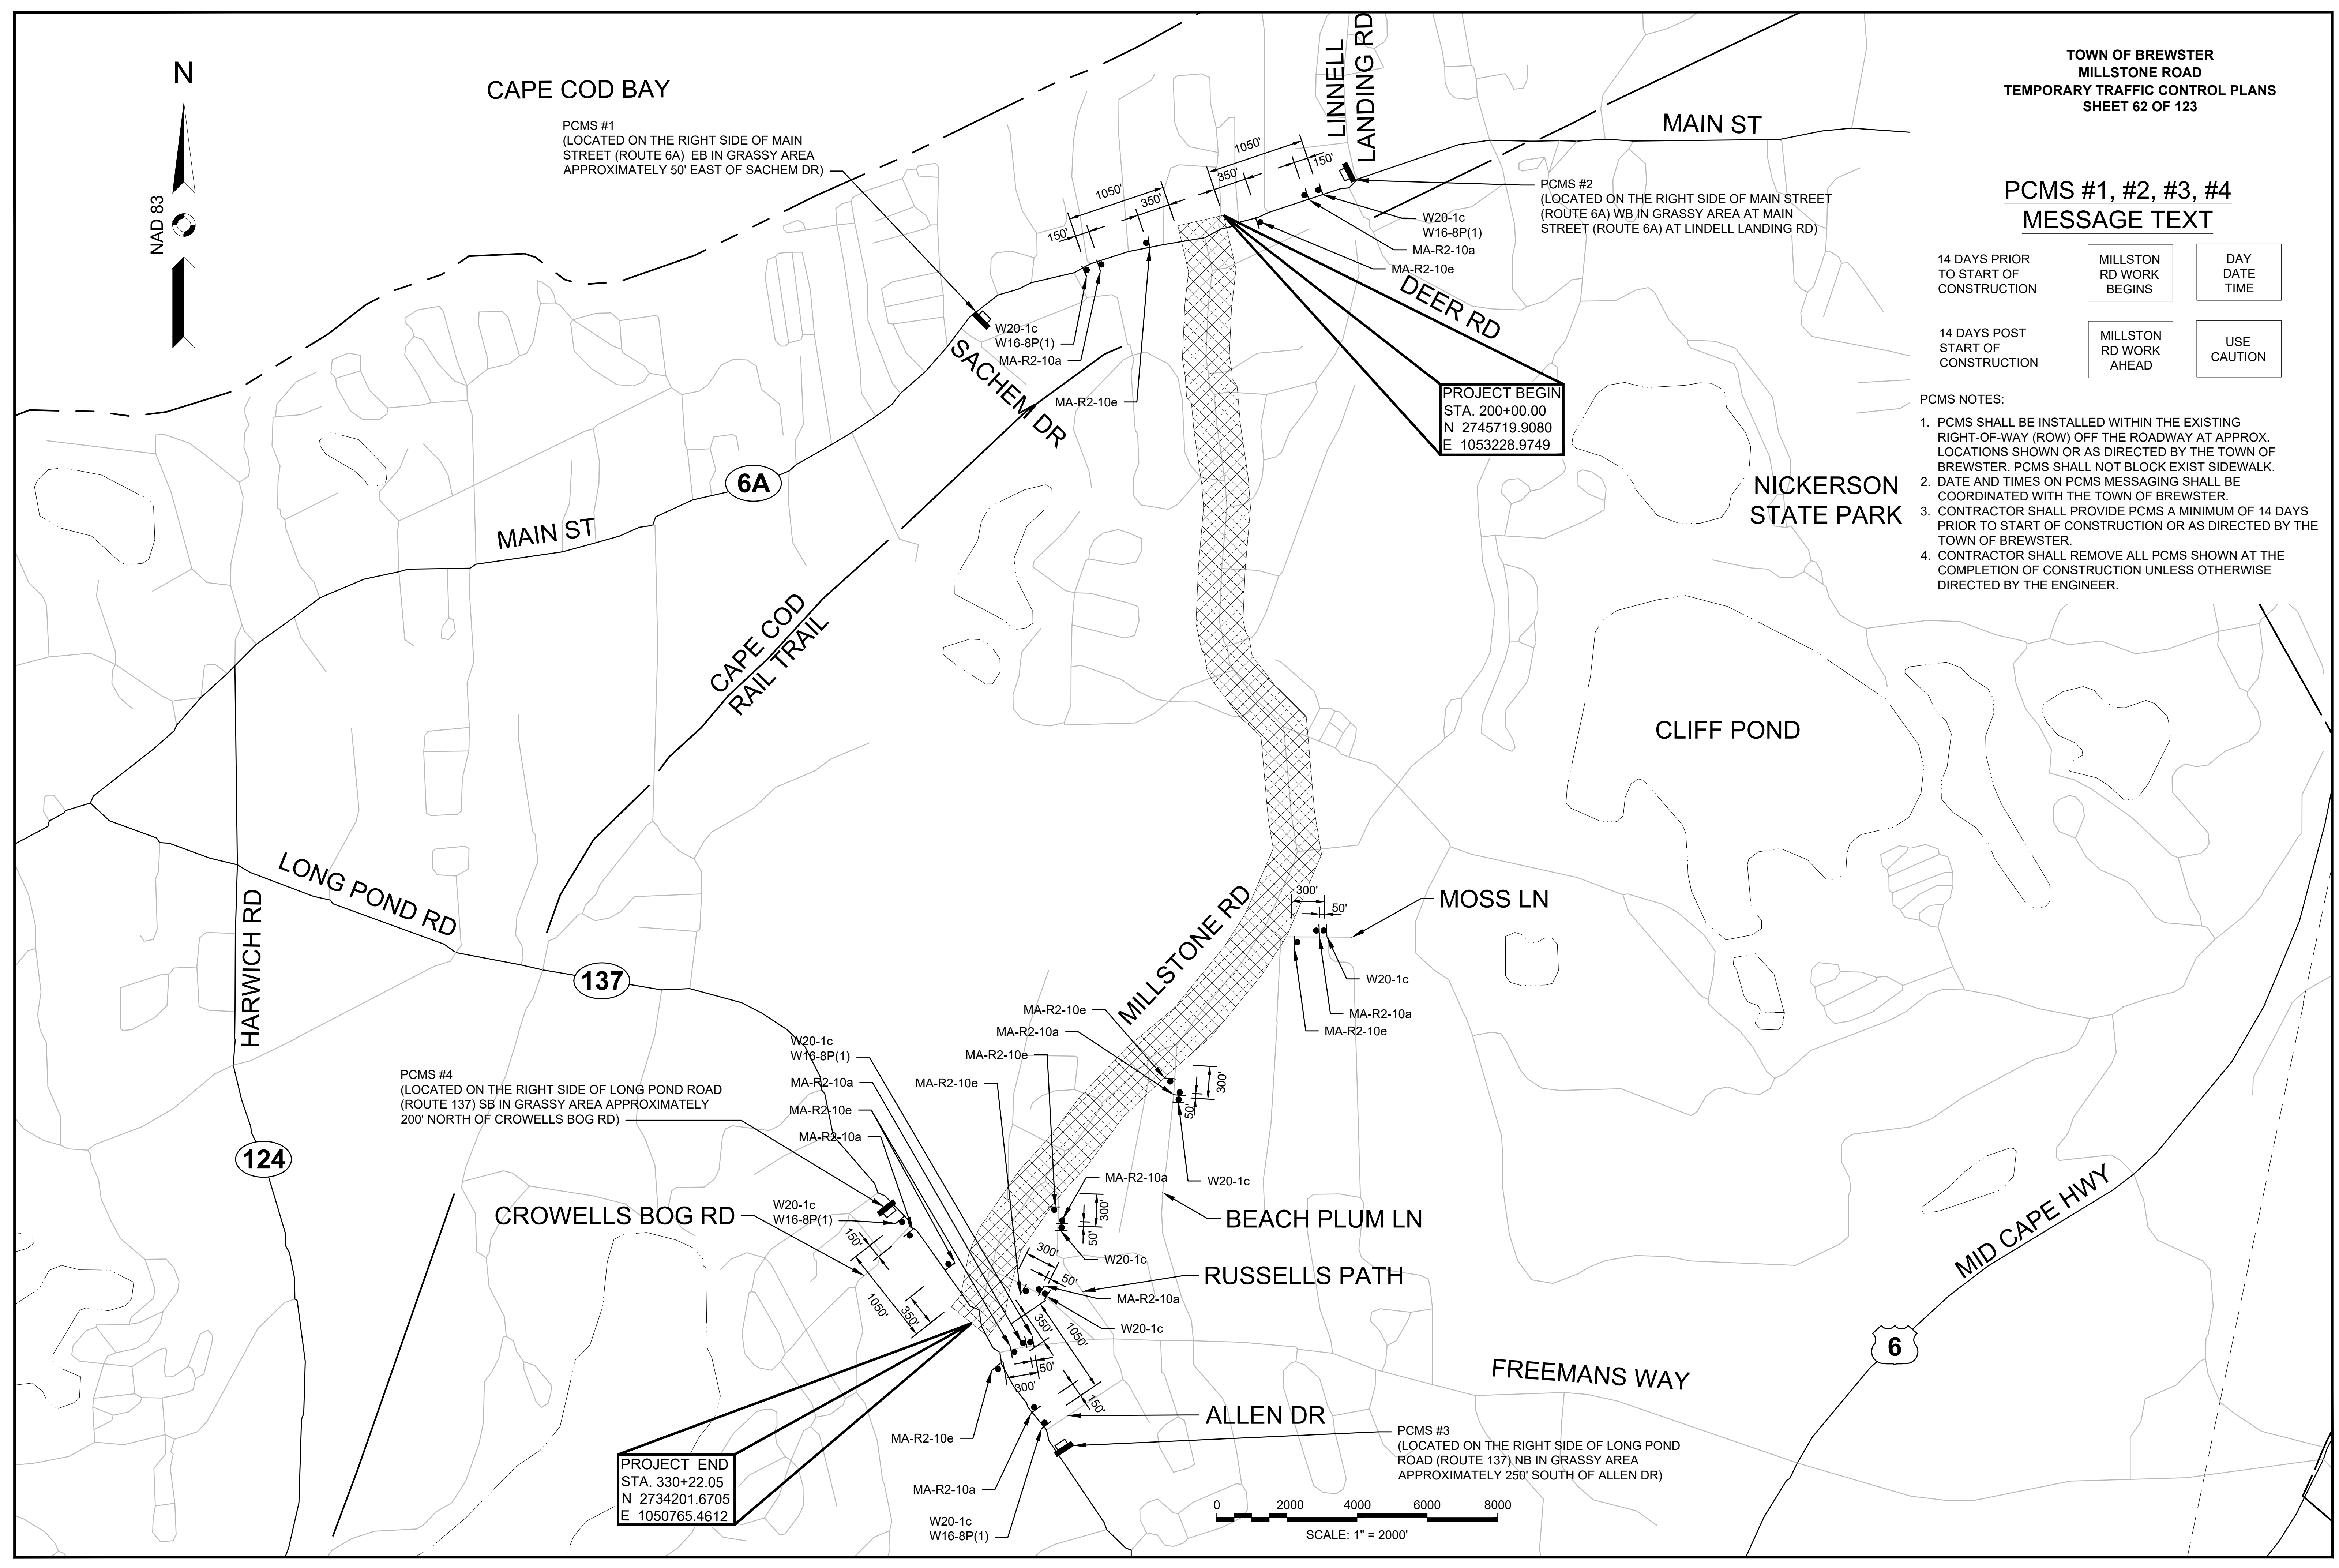 TOWN OF BREWSTER
MILLSTONE ROAD
TEMPORARY TRAFFIC CONTROL PLANS
SHEET 62 OF 123
N
NAD 83
CAPE COD BAY
PCMS #1
(LOCATED ON THE RIGHT SIDE OF MAIN
STREET (ROUTE 6A) EB IN GRASSY AREA
APPROXIMATELY 50' EAST OF SACHEM DR)
LINNELL
LANDING RD
MAIN ST
1050'
350'
150'
1050'
350'
150'
PCMS #2
(LOCATED ON THE RIGHT SIDE OF MAIN STREET
(ROUTE 6A) WB IN GRASSY AREA AT MAIN
STREET (ROUTE 6A) AT LINDELL LANDING RD)
W20-1c
W16-8P(1)
MA-R2-10a
MA-R2-10e
DEER RD
W20-1c
W16-8P(1)
MA-R2-10a
MA-R2-10e
SACHEM DR
PROJECT BEGIN
STA. 200+00.00
N 2745719.9080
E 1053228.9749
PCMS #1, #2, #3, #4
MESSAGE TEXT
14 DAYS PRIOR
TO START OF
CONSTRUCTION
MILLSTON
RD WORK
BEGINS
DAY
DATE
TIME
14 DAYS POST
START OF
CONSTRUCTION
MILLSTON
RD WORK
AHEAD
USE
CAUTION
PCMS NOTES:
1. PCMS SHALL BE INSTALLED WITHIN THE EXISTING
RIGHT-OF-WAY (ROW) OFF THE ROADWAY AT APPROX.
LOCATIONS SHOWN OR AS DIRECTED BY THE TOWN OF
BREWSTER. PCMS SHALL NOT BLOCK EXIST SIDEWALK.
2. DATE AND TIMES ON PCMS MESSAGING SHALL BE
COORDINATED WITH THE TOWN OF BREWSTER.
3. CONTRACTOR SHALL PROVIDE PCMS A MINIMUM OF 14 DAYS
PRIOR TO START OF CONSTRUCTION OR AS DIRECTED BY THE
TOWN OF BREWSTER.
4. CONTRACTOR SHALL REMOVE ALL PCMS SHOWN AT THE
COMPLETION OF CONSTRUCTION UNLESS OTHERWISE
DIRECTED BY THE ENGINEER.
NICKERSON
STATE PARK
6A
MAIN ST
CAPE COD
RAIL TRAIL
CLIFF POND
LONG POND RD
HARWICH RD
137
MILLSTONE RD
300'
50'
MOSS LN
W20-1c
MA-R2-10a
MA-R2-10e
MA-R2-10e
MA-R2-10a
MA-R2-10e
MA-R2-10e
300'
50'
W20-1c
W20-1c
W16-8P(1)
MA-R2-10a
MA-R2-10e
MA-R2-10a
PCMS #4
(LOCATED ON THE RIGHT SIDE OF LONG POND ROAD
(ROUTE 137) SB IN GRASSY AREA APPROXIMATELY
200' NORTH OF CROWELLS BOG RD)
124
CROWELLS BOG RD
W20-1c
W16-8P(1)
150'
1050'
350'
MA-R2-10a
300'
50'
W20-1c
BEACH PLUM LN
300'
50'
RUSSELLS PATH
MA-R2-10a
W20-1c
350'
1050'
150'
50'
300'
MID CAPE HWY
6
FREEMANS WAY
ALLEN DR
MA-R2-10e
MA-R2-10a
W20-1c
W16-8P(1)
PCMS #3
(LOCATED ON THE RIGHT SIDE OF LONG POND
ROAD (ROUTE 137) NB IN GRASSY AREA
APPROXIMATELY 250' SOUTH OF ALLEN DR)
PROJECT END
STA. 330+22.05
N 2734201.6705
E 1050765.4612
0 2000 4000 6000 8000
SCALE: 1" = 2000'